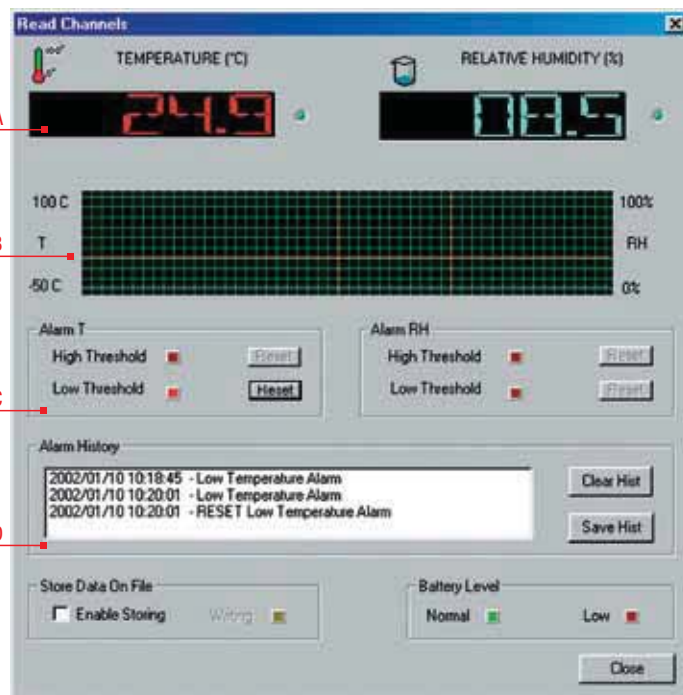 Read Channels
100°
0°
TEMPERATURE (°C)
RELATIVE HUMIDITY (%)
A
24.9
08.5
100 C
100%
B
T
RH
-50 C
0%
Alarm T
Alarm RH
High Threshold
Reset
High Threshold
Reset
Low Threshold
Reset
Low Threshold
Reset
C
Alarm History
2002/01/10 10:18:45 - Low Temperature Alarm
2002/01/10 10:20:01 - Low Temperature Alarm
2002/01/10 10:20:01 - RESET Low Temperature Alarm
Clear Hist
Save Hist
D
Store Data On File
Battery Level
Enable Storing
Writing
Normal
Low
Close